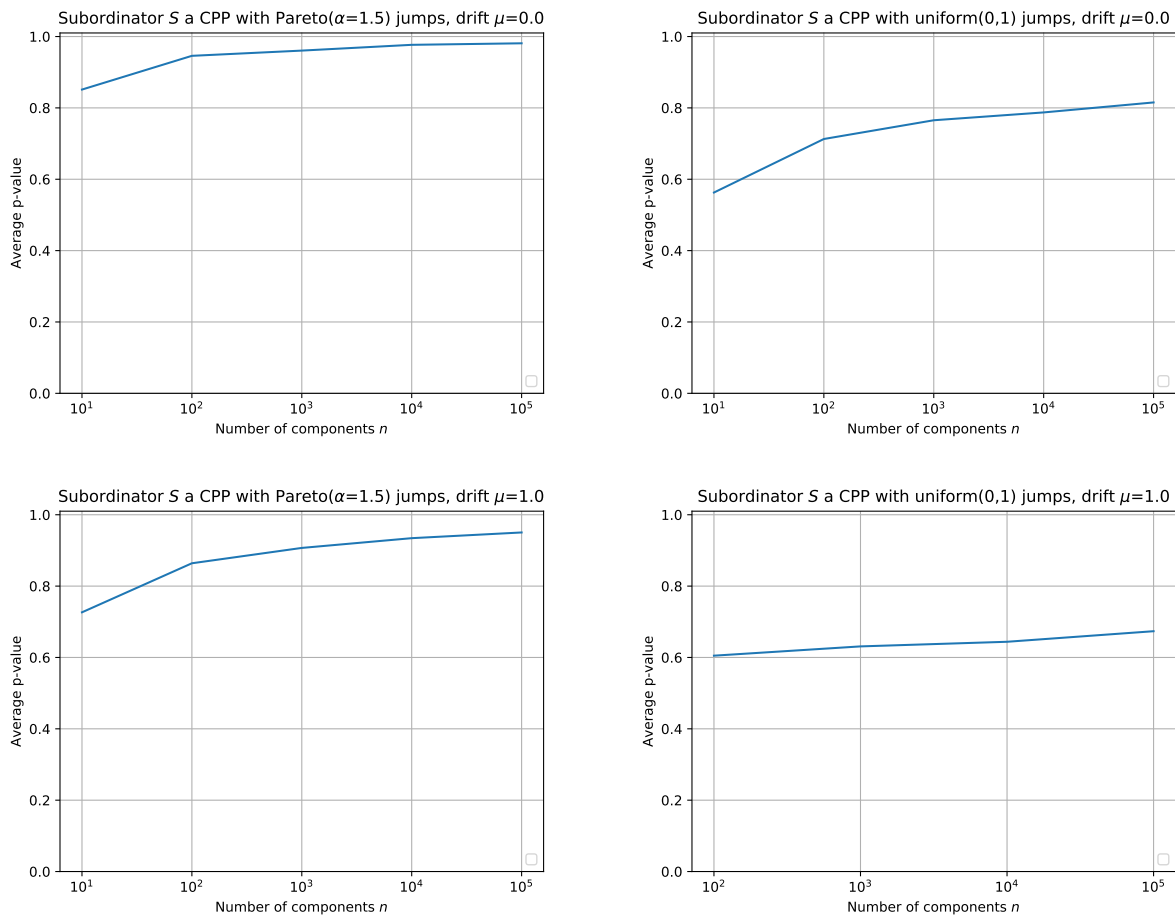 Subordinator S a CPP with Pareto(α=1.5) jumps, drift μ=0.0
1.0
0.8
0.6
0.4
0.2
0.0
Average p-value
10¹ 10² 10³ 10⁴ 10⁵
Number of components n
Subordinator S a CPP with uniform(0,1) jumps, drift μ=0.0
1.0
0.8
0.6
0.4
0.2
0.0
Average p-value
10¹ 10² 10³ 10⁴ 10⁵
Number of components n
Subordinator S a CPP with Pareto(α=1.5) jumps, drift μ=1.0
1.0
0.8
0.6
0.4
0.2
0.0
Average p-value
10¹ 10² 10³ 10⁴ 10⁵
Number of components n
Subordinator S a CPP with uniform(0,1) jumps, drift μ=1.0
1.0
0.8
0.6
0.4
0.2
0.0
Average p-value
10² 10³ 10⁴ 10⁵
Number of components n